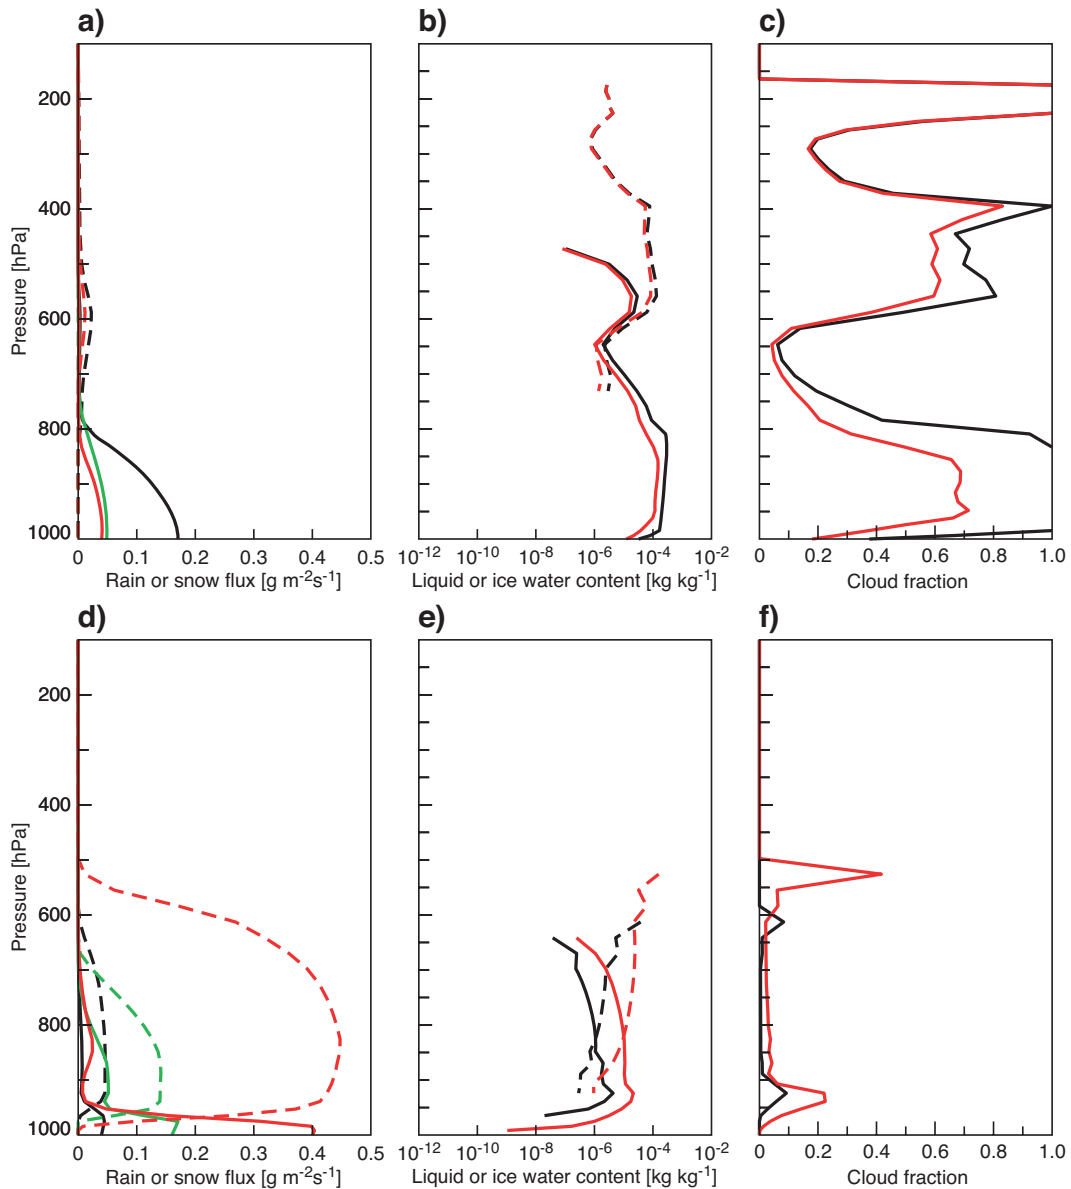 a) b) c)
200
400
600
800
1000
Pressure [hPa]
0 0.1 0.2 0.3 0.4 0.5
Rain or snow flux [g m-2s-1]
10-12 10-10 10-8 10-6 10-4 10-2
Liquid or ice water content [kg kg-1]
0 0.2 0.4 0.6 0.8 1.0
Cloud fraction
d) e) f)
200
400
600
800
1000
Pressure [hPa]
0 0.1 0.2 0.3 0.4 0.5
Rain or snow flux [g m-2s-1]
10-12 10-10 10-8 10-6 10-4 10-2
Liquid or ice water content [kg kg-1]
0 0.2 0.4 0.6 0.8 1.0
Cloud fraction